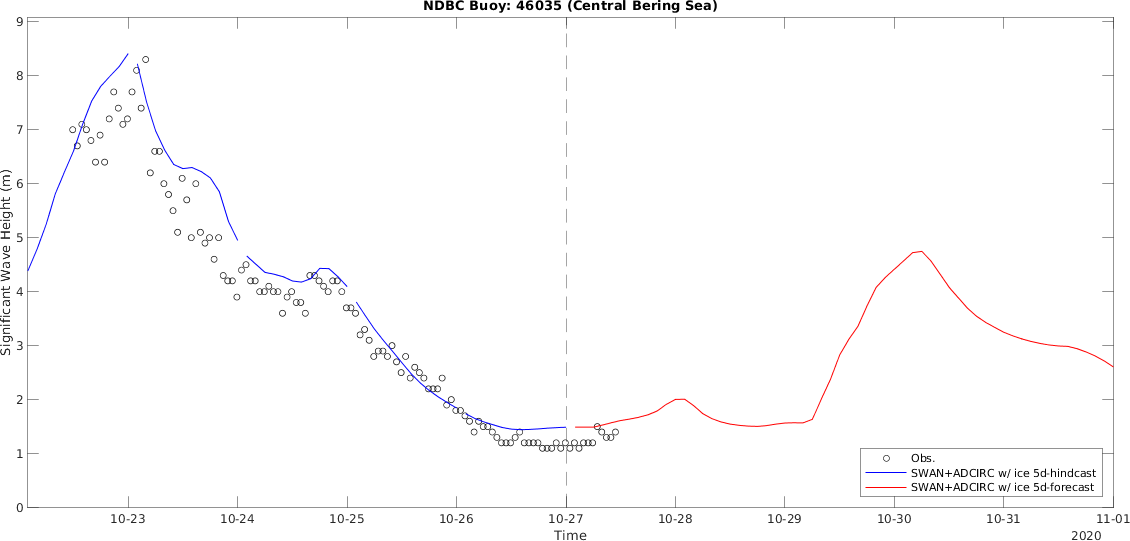 NDBC Buoy: 46035 (Central Bering Sea)
9
8
7
6
5
4
3
2
1
0
Significant Wave Height (m)
Obs.
SWAN+ADCIRC w/ ice 5d-hindcast
SWAN+ADCIRC w/ ice 5d-forecast
10-23 10-24 10-25 10-26 10-27 10-28 10-29 10-30 10-31 11-01
Time 2020